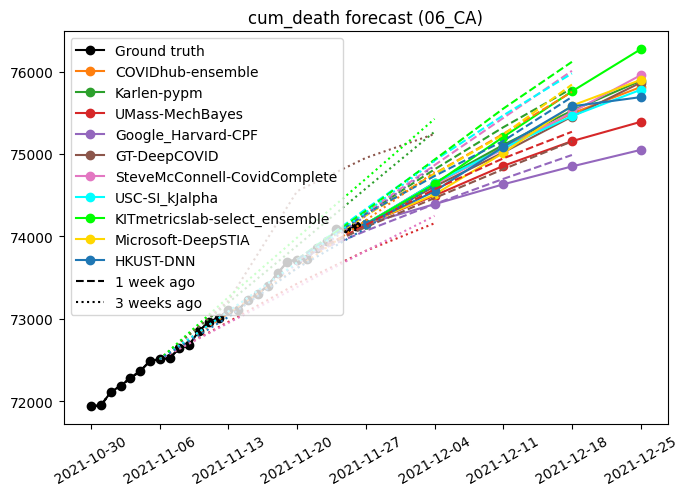 cum_death forecast (06_CA)
76000
75000
74000
73000
72000
Ground truth
COVIDhub-ensemble
Karlen-pypm
UMass-MechBayes
Google_Harvard-CPF
GT-DeepCOVID
SteveMcConnell-CovidComplete
USC-SI_kJalpha
KITmetricslab-select_ensemble
Microsoft-DeepSTIA
HKUST-DNN
1 week ago
3 weeks ago
2021-10-30
2021-11-06
2021-11-13
2021-11-20
2021-11-27
2021-12-04
2021-12-11
2021-12-18
2021-12-25